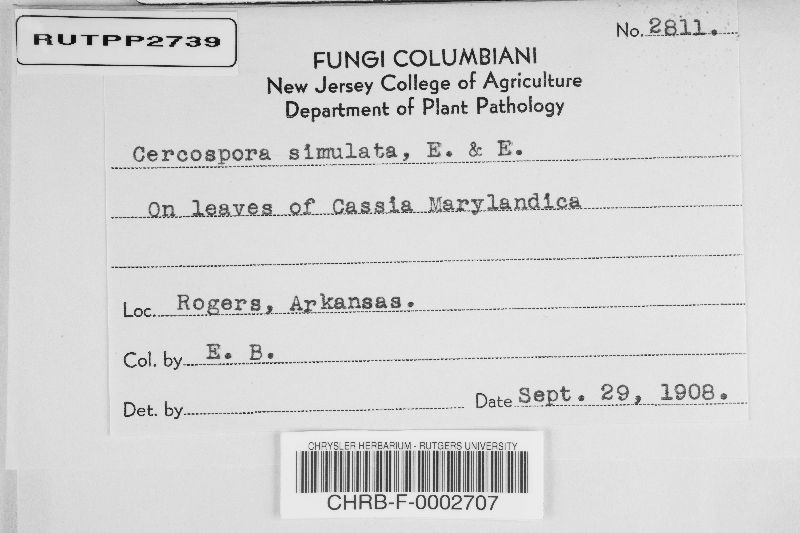 RUTPP2739
No. 2811.
FUNGI COLUMBIANI
New Jersey College of Agriculture
Department of Plant Pathology
Cercospora simulata, E. & E.
On leaves of Cassia Marylandica
Loc. Rogers, Arkansas.
Col. by E. B.
Det. by
Date Sept. 29, 1908.
CHRYSLER HERBARIUM - RUTGERS UNIVERSITY
CHRB-F-0002707